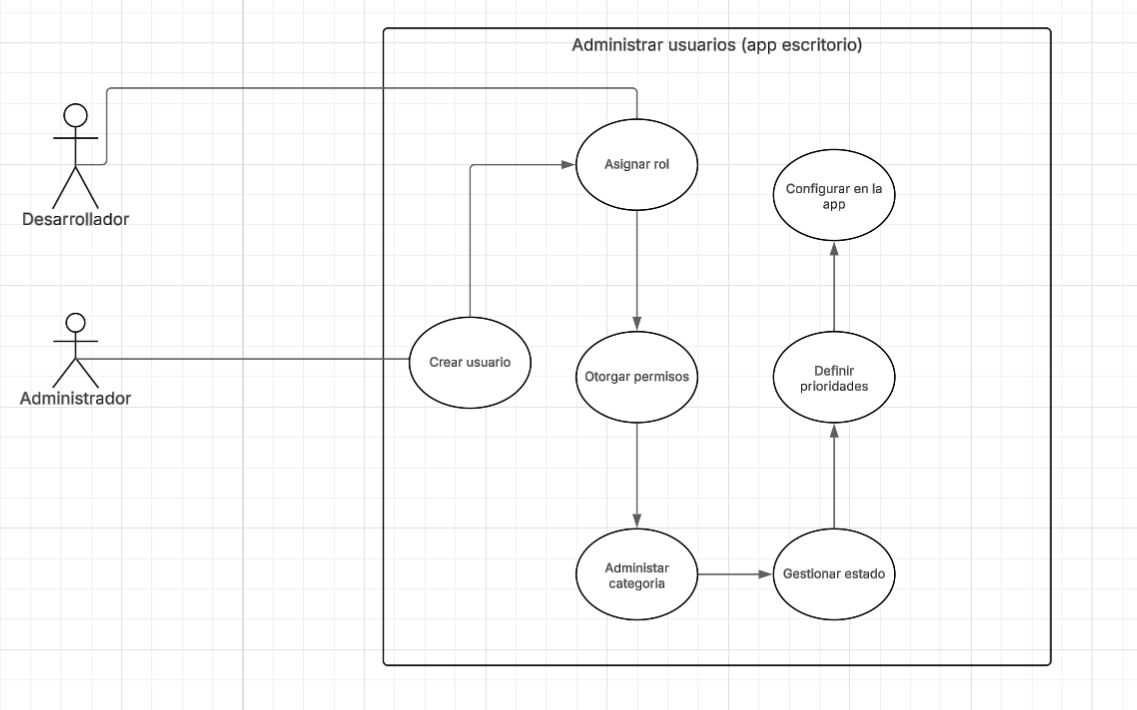 Administrar usuarios (app escritorio)
Desarrollador
Asignar rol
Configurar en la
app
Administrador
Crear usuario
Otorgar permisos
Definir
prioridades
Administar
categoria
Gestionar estado